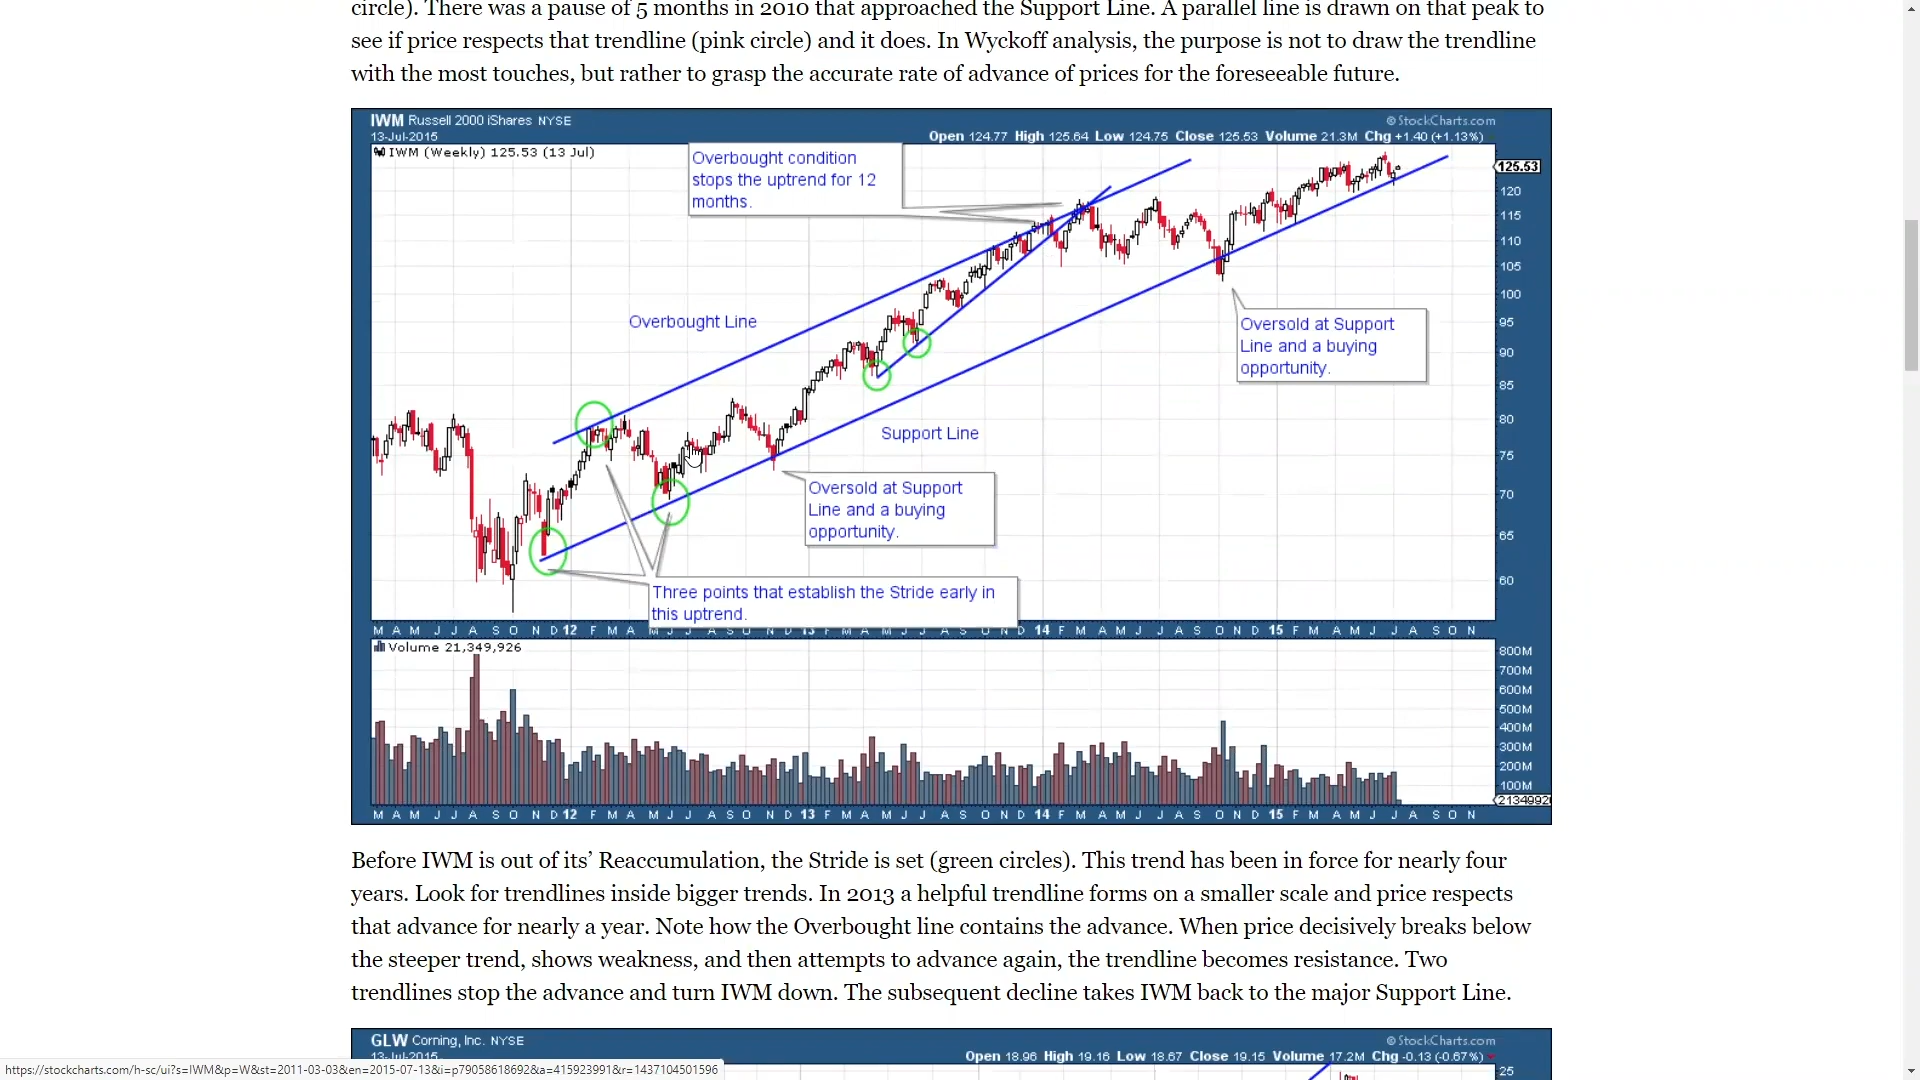 circle). There was a pause of 5 months in 2010 that approached the Support Line. A parallel line is drawn on that peak to
see if price respects that trendline (pink circle) and it does. In Wyckoff analysis, the purpose is not to draw the trendline
with the most touches, but rather to grasp the accurate rate of advance of prices for the foreseeable future.
IWM Russell 2000 iShares NYSE
© StockCharts.com
13-Jul-2015
Open 124.77 High 125.64 Low 124.75 Close 125.53 Volume 21.3M Chg +1.40 (+1.13%)
IWM (Weekly) 125.53 (13 Jul)
Overbought condition
stops the uptrend for 12
months.
125.53
120
115
110
105
100
95
90
85
80
75
70
65
60
Overbought Line
Oversold at Support
Line and a buying
opportunity.
Support Line
Oversold at Support
Line and a buying
opportunity.
Three points that establish the Stride early in
this uptrend.
M A M J J A S O N D 12 F M A M J J A S O N D 13 F M A M J J A S O N D 14 F M A M J J A S O N D 15 F M A M J J A S O N
Volume 21,349,926
800M
700M
600M
500M
400M
300M
200M
100M
2134992
M A M J J A S O N D 12 F M A M J J A S O N D 13 F M A M J J A S O N D 14 F M A M J J A S O N D 15 F M A M J J A S O N
Before IWM is out of its’ Reaccumulation, the Stride is set (green circles). This trend has been in force for nearly four
years. Look for trendlines inside bigger trends. In 2013 a helpful trendline forms on a smaller scale and price respects
that advance for nearly a year. Note how the Overbought line contains the advance. When price decisively breaks below
the steeper trend, shows weakness, and then attempts to advance again, the trendline becomes resistance. Two
trendlines stop the advance and turn IWM down. The subsequent decline takes IWM back to the major Support Line.
GLW Corning, Inc. NYSE
© StockCharts.com
13-Jul-2015
Open 18.96 High 19.16 Low 18.67 Close 19.15 Volume 17.2M Chg -0.13 (-0.67%)
25
https://stockcharts.com/h-sc/ui?s=IWM&p=W&st=2011-03-03&en=2015-07-13&i=p79058618692&a=415923991&r=1437104501596